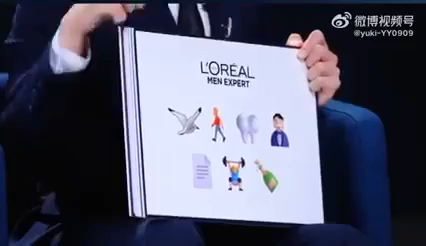 微博视频号
@yuki-YY0909
L'ORÉAL
MEN EXPERT